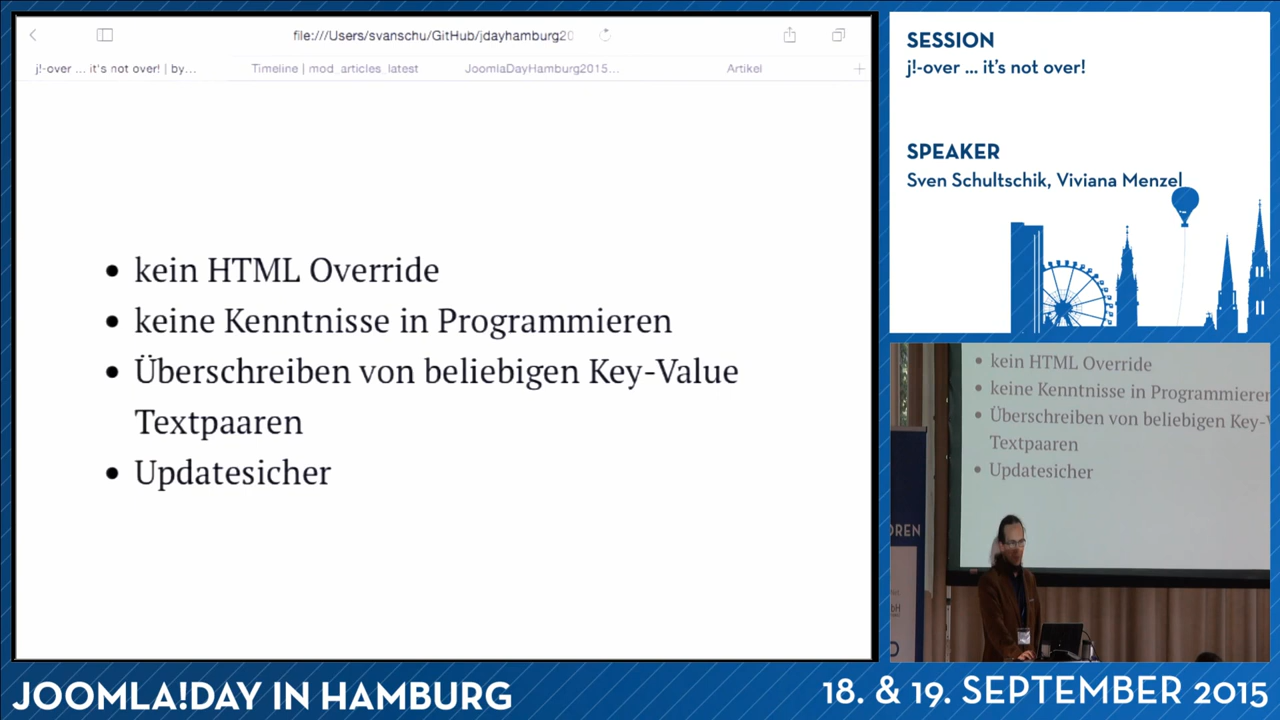 file:///Users/svanschu/GitHub/jdayhamburg20
j!-over ... it's not over! | by...
Timeline | mod_articles_latest
JoomlaDayHamburg2015...
Artikel
kein HTML Override
keine Kenntnisse in Programmieren
Überschreiben von beliebigen Key-Value
Textpaaren
Updatesicher
SESSION
j!-over ... it's not over!
SPEAKER
Sven Schultschik, Viviana Menzel
kein HTML Override
keine Kenntnisse in Programmieren
Überschreiben von beliebigen Key-V
Textpaaren
Updatesicher
OREN
JOOMLA!DAY IN HAMBURG
18. & 19. SEPTEMBER 2015